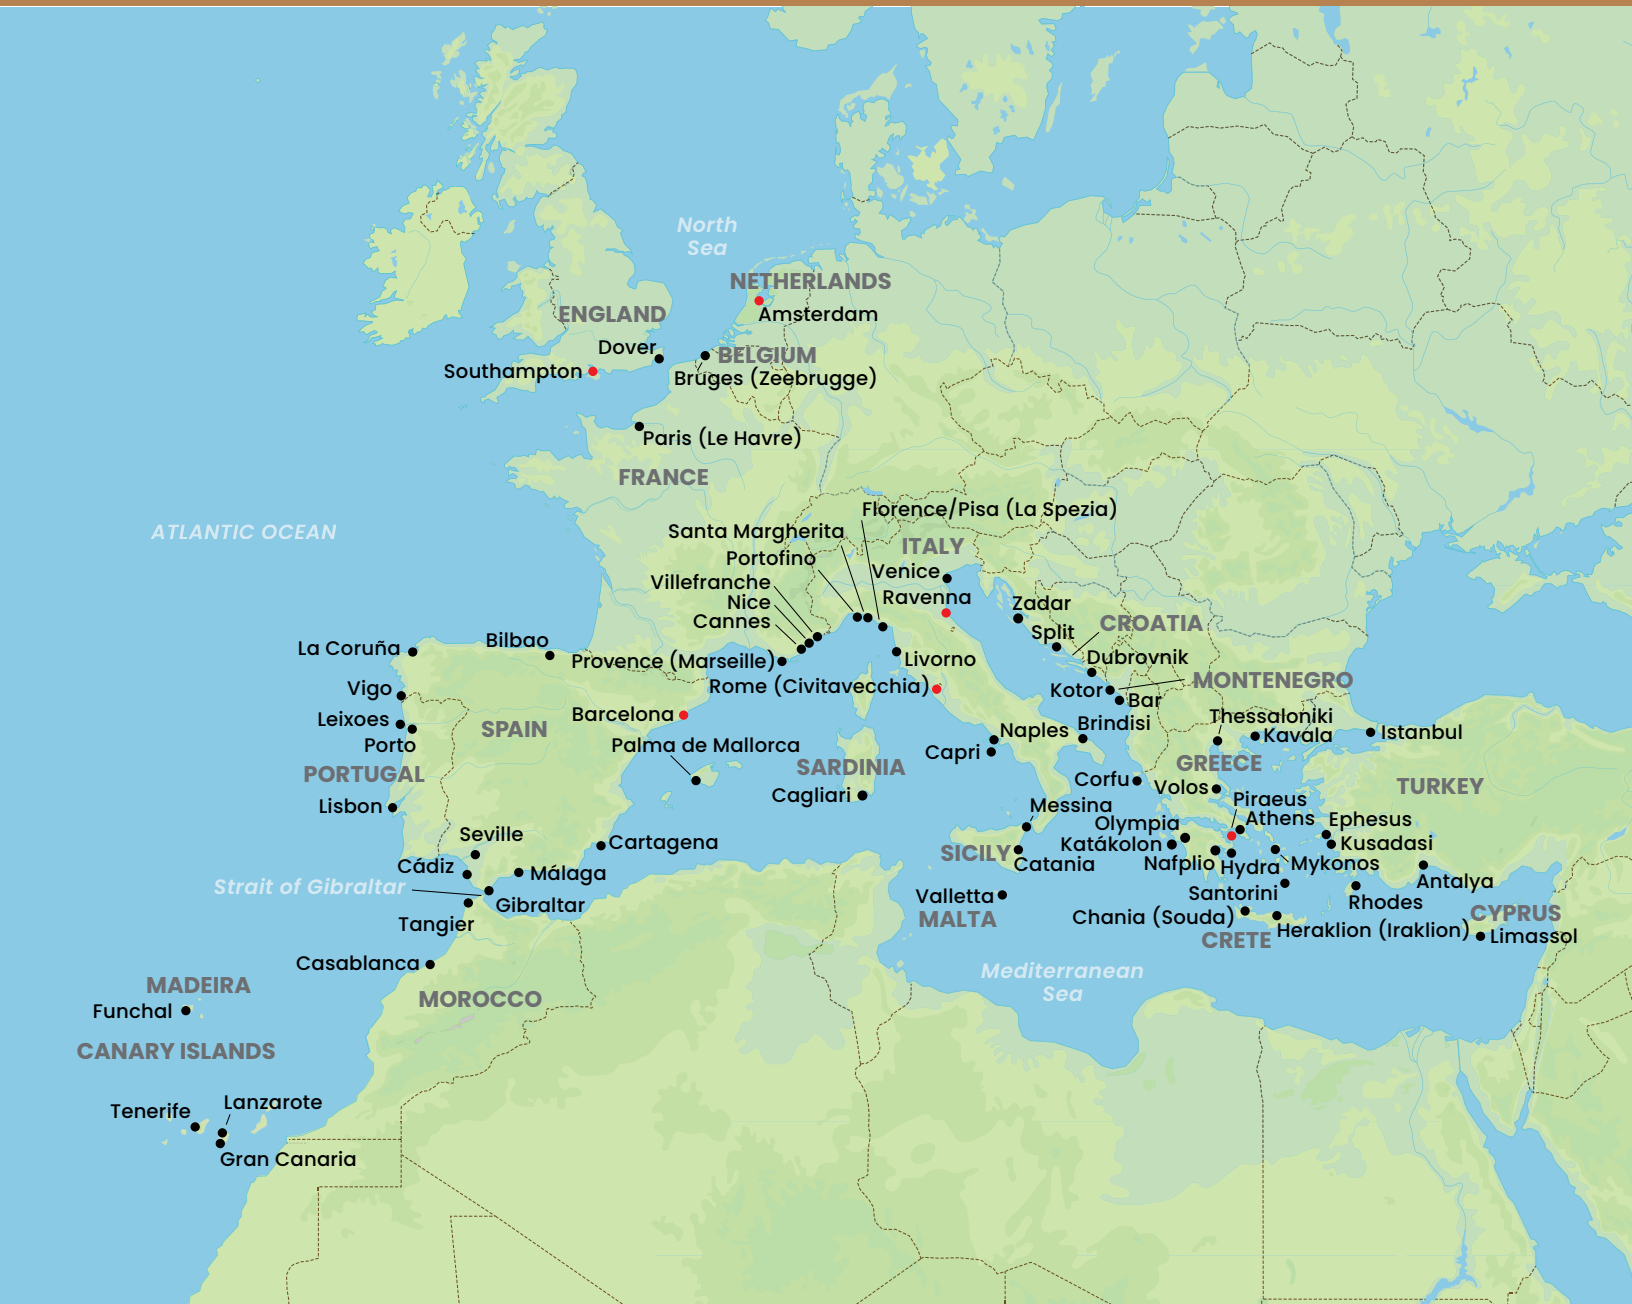 North
Sea
NETHERLANDS
Amsterdam
ENGLAND
Dover
BELGIUM
Southampton
Bruges (Zeebrugge)
Paris (Le Havre)
FRANCE
ATLANTIC OCEAN
Florence/Pisa (La Spezia)
Santa Margherita
ITALY
Portofino
Venice
Villefranche
Ravenna
Nice
Zadar
Cannes
CROATIA
Split
La Coruña
Bilbao
Provence (Marseille)
Livorno
Dubrovnik
Vigo
Rome (Civitavecchia)
Kotor
MONTENEGRO
Bar
Leixoes
SPAIN
Barcelona
Naples
Brindisi
Thessaloniki
Kavala
Istanbul
Porto
Palma de Mallorca
Capri
PORTUGAL
SARDINIA
GREECE
Corfu
Volos
TURKEY
Lisbon
Cagliari
Messina
Piraeus
Athens
Olympia
Ephesus
Seville
Cartagena
Katákolon
Kusadasi
SICILY
Catania
Nafplio
Hydra
Mykonos
Cádiz
Málaga
Strait of Gibraltar
Antalya
Valletta
Santorini
Rhodes
Gibraltar
MALTA
Chania (Souda)
CYPRUS
Tangier
Heraklion (Iraklion)
Limassol
CRETE
Casablanca
Mediterranean
Sea
MADEIRA
MOROCCO
Funchal
CANARY ISLANDS
Lanzarote
Tenerife
Gran Canaria